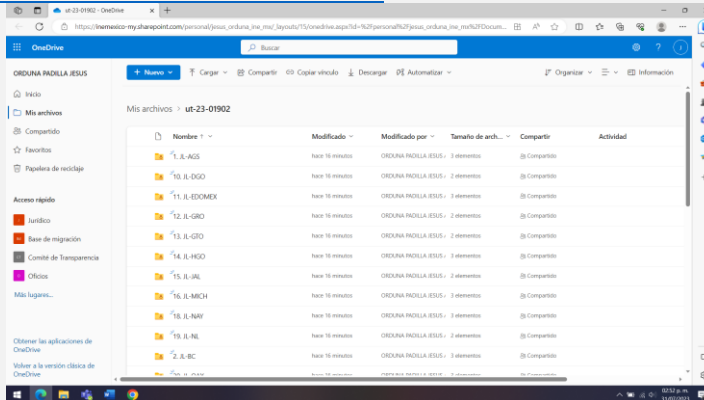 ut-23-01902 - OneDrive
https://inemexico-my.sharepoint.com/personal/jesus_orduna_ine_mx/_layouts/15/onedrive.aspx?id=%2Fpersonal%2Fjesus_orduna_ine_mx%2FDocum...
OneDrive
Buscar
ORDUNA PADILLA JESUS
+ Nuevo
Cargar
Compartir
Copiar vínculo
Descargar
Automatizar
Organizar
Información
Inicio
Mis archivos
Compartido
Favoritos
Papelera de reciclaje
Acceso rápido
Jurídico
Base de migración
Comité de Transparencia
Oficios
Más lugares...
Obtener las aplicaciones de
OneDrive
Volver a la versión clásica de
OneDrive
Mis archivos > ut-23-01902
Nombre ↑ Modificado Modificado por Tamaño de arch... Compartir Actividad
1. JL-AGS hace 16 minutos ORDUNA PADILLA JESUS 3 elementos Compartido
10. JL-DGO hace 16 minutos ORDUNA PADILLA JESUS 2 elementos Compartido
11. JL-EDOMEX hace 16 minutos ORDUNA PADILLA JESUS 3 elementos Compartido
12. JL-GRO hace 16 minutos ORDUNA PADILLA JESUS 2 elementos Compartido
13. JL-GTO hace 16 minutos ORDUNA PADILLA JESUS 2 elementos Compartido
14. JL-HGO hace 16 minutos ORDUNA PADILLA JESUS 3 elementos Compartido
15. JL-JAL hace 16 minutos ORDUNA PADILLA JESUS 2 elementos Compartido
16. JL-MICH hace 16 minutos ORDUNA PADILLA JESUS 3 elementos Compartido
18. JL-NAY hace 16 minutos ORDUNA PADILLA JESUS 3 elementos Compartido
19. JL-NL hace 16 minutos ORDUNA PADILLA JESUS 2 elementos Compartido
2. JL-BC hace 16 minutos ORDUNA PADILLA JESUS 3 elementos Compartido
02:52 p. m.
31/07/2023